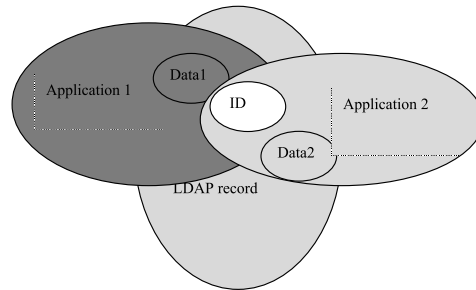 Data1
Application 1
ID
Application 2
Data2
LDAP record